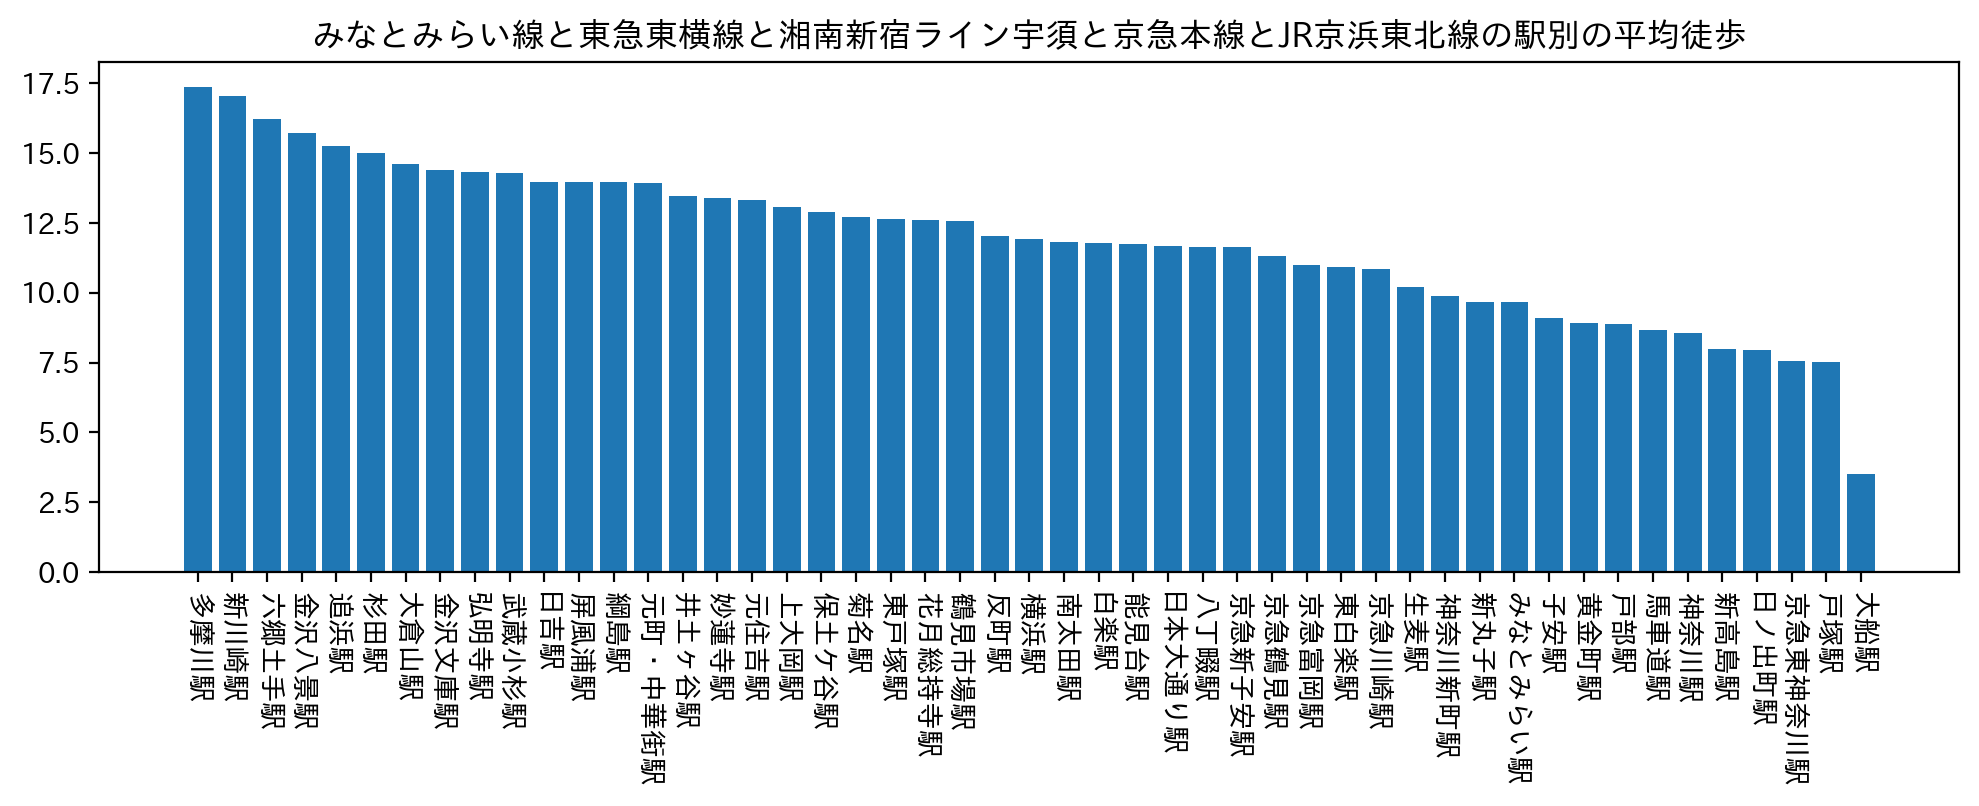 みなとみらい線と東急東横線と湘南新宿ライン宇須と京急本線とJR京浜東北線の駅別の平均徒歩
17.5
15.0
12.5
10.0
7.5
5.0
2.5
0.0
多摩川駅
新川崎駅
六郷土手駅
金沢八景駅
追浜駅
杉田駅
大倉山駅
金沢文庫駅
弘明寺駅
武蔵小杉駅
日吉駅
屏風浦駅
綱島駅
元町・中華街駅
井土ヶ谷駅
妙蓮寺駅
元住吉駅
上大岡駅
保土ケ谷駅
菊名駅
東戸塚駅
花月総持寺駅
鶴見市場駅
反町駅
横浜駅
南太田駅
白楽駅
能見台駅
日本大通り駅
八丁畷駅
京急新子安駅
京急鶴見駅
京急富岡駅
東白楽駅
京急川崎駅
生麦駅
神奈川新町駅
新丸子駅
みなとみらい駅
子安駅
黄金町駅
戸部駅
馬車道駅
神奈川駅
新高島駅
日ノ出町駅
京急東神奈川駅
戸塚駅
大船駅